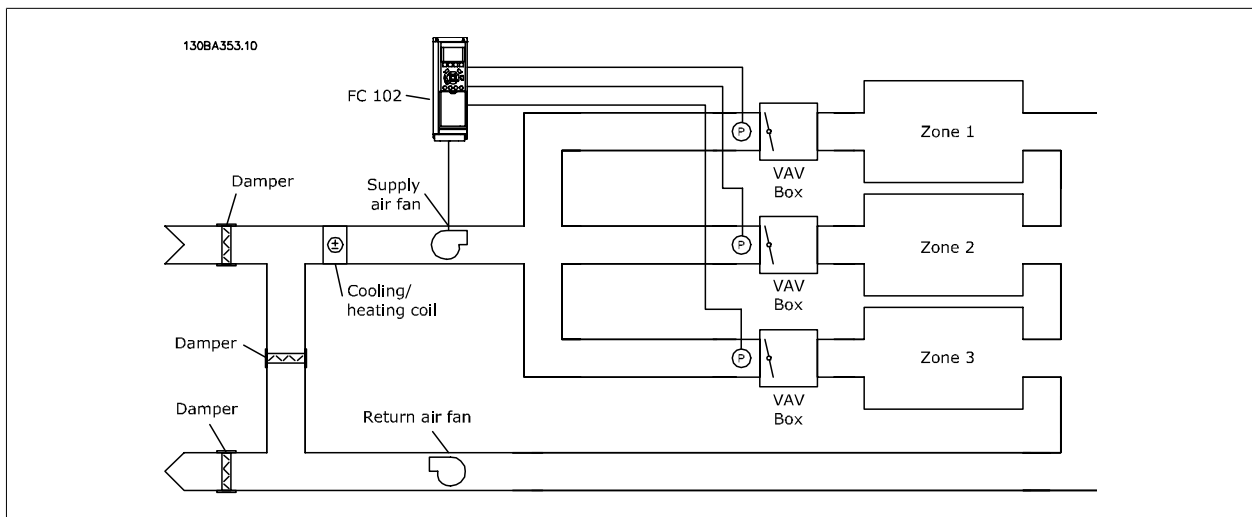 130BA353.10
FC 102
Damper
Supply
air fan
Cooling/
heating coil
Damper
Damper
Return air fan
P
VAV
Box
Zone 1
P
VAV
Box
Zone 2
P
VAV
Box
Zone 3